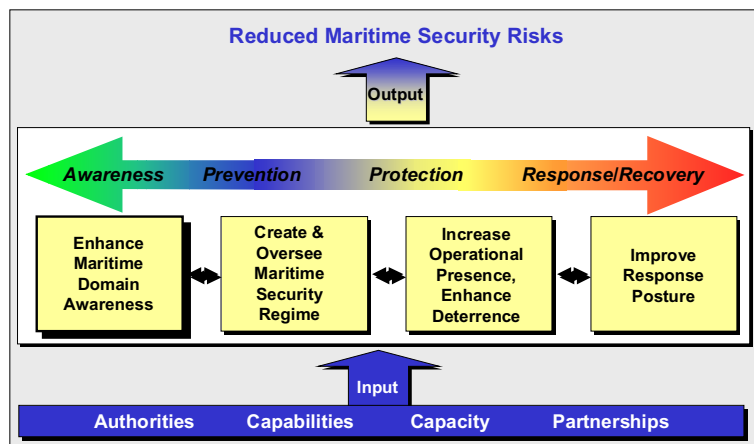 Reduced Maritime Security Risks
Output
Awareness Prevention Protection Response/Recovery
Enhance
Maritime
Domain
Awareness
Create &
Oversee
Maritime
Security
Regime
Increase
Operational
Presence,
Enhance
Deterrence
Improve
Response
Posture
Input
Authorities Capabilities Capacity Partnerships